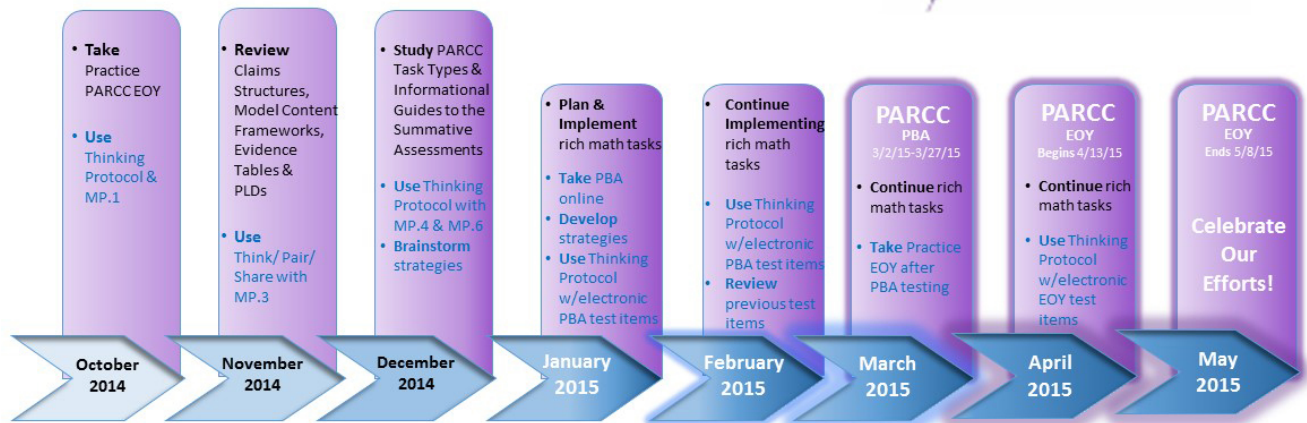 • Take
Practice
PARCC EOY
• Use
Thinking
Protocol &
MP.1
October
2014
• Review
Claims
Structures,
Model Content
Frameworks,
Evidence
Tables &
PLDs
• Use
Think/ Pair/
Share with
MP.3
November
2014
• Study PARCC
Task Types &
Informational
Guides to the
Summative
Assessments
• Use Thinking
Protocol with
MP.4 & MP.6
• Brainstorm
strategies
December
2014
• Plan &
Implement
rich math tasks
• Take PBA
online
• Develop
strategies
• Use Thinking
Protocol
w/electronic
PBA test items
January
2015
• Continue
Implementing
rich math
tasks
• Use Thinking
Protocol
w/electronic
PBA test items
• Review
previous test
items
February
2015
PARCC
PBA
3/2/15-3/27/15
• Continue rich
math tasks
• Take Practice
EOY after
PBA testing
March
2015
PARCC
EOY
Begins 4/13/15
• Continue rich
math tasks
• Use Thinking
Protocol
w/electronic
EOY test
items
April
2015
PARCC
EOY
Ends 5/8/15
Celebrate
Our
Efforts!
May
2015